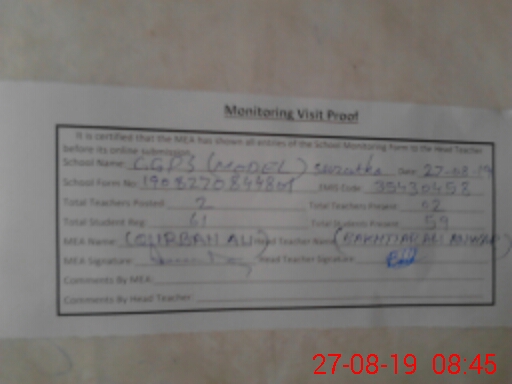 Monitoring Visit Proof
It is certified that the MEA has shown all entries of the School Monitoring Form to the Head Teacher
before its online submission.
School Name: C.G.P.S (MODEL) Date: 27-08-19
School Form No: EMIS Code: 35430458
Total Teachers Posted: 2 Total Teachers Present: 02
Total Student Reg: 61 Total Students Present: 59
MEA Name: (QURBAN ALI) Head Teacher Name: (BAKHTIAR ALI ANWAR)
MEA Signature: Head Teacher Signature:
Comments By MEA:
Comments By Head Teacher:
27-08-19 08:45